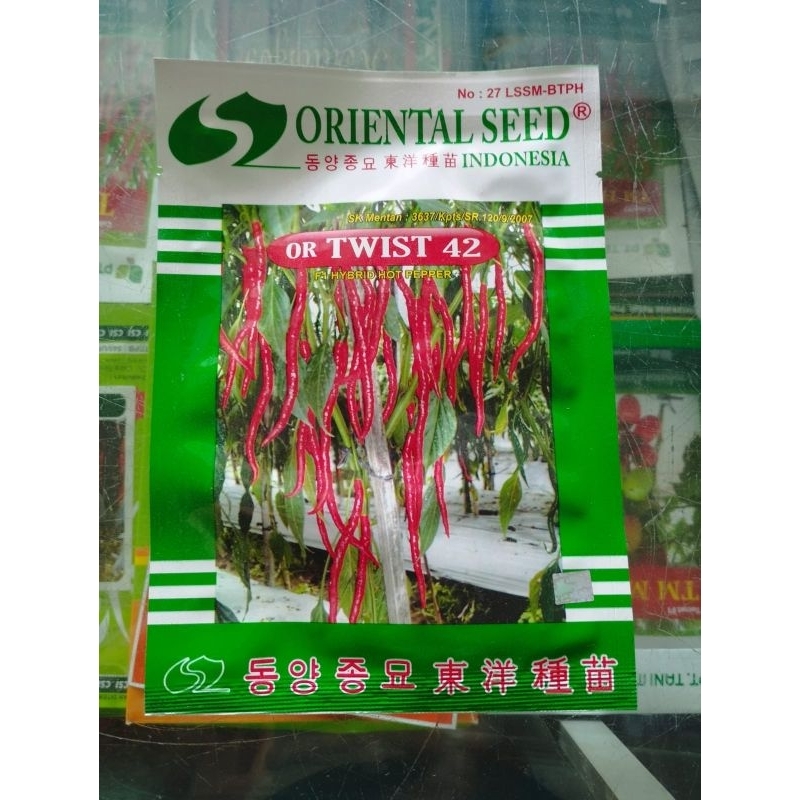 No : 27 LSSM-BTPH
ORIENTAL SEED®
동양종묘 東洋種苗 INDONESIA
SK Mentan : 3637/Kpts/SR.120/9/2007
OR TWIST 42
F1 HYBRID HOT PEPPER
동양종묘 東洋種苗